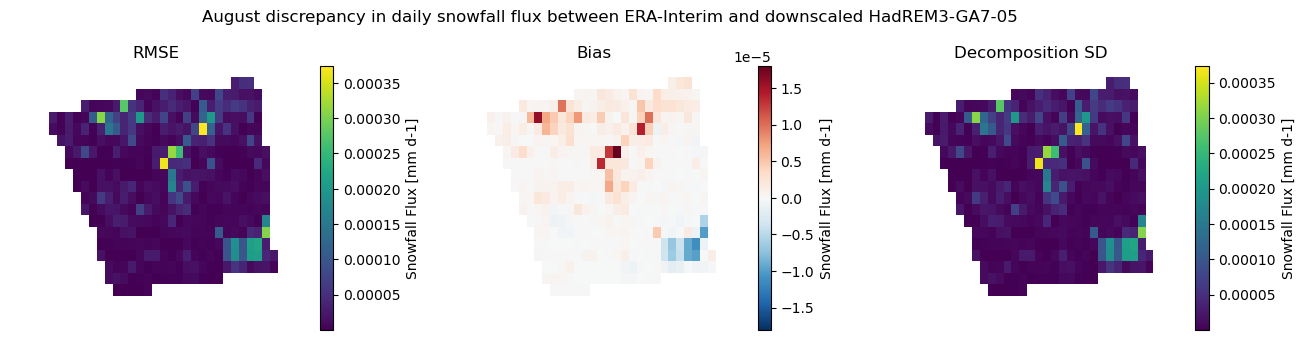 August discrepancy in daily snowfall flux between ERA-Interim and downscaled HadREM3-GA7-05
RMSE
0.00035
0.00030
0.00025
0.00020
0.00015
0.00010
0.00005
Snowfall Flux [mm d-1]
Bias
1e−5
1.5
1.0
0.5
0.0
−0.5
−1.0
−1.5
Snowfall Flux [mm d-1]
Decomposition SD
0.00035
0.00030
0.00025
0.00020
0.00015
0.00010
0.00005
Snowfall Flux [mm d-1]